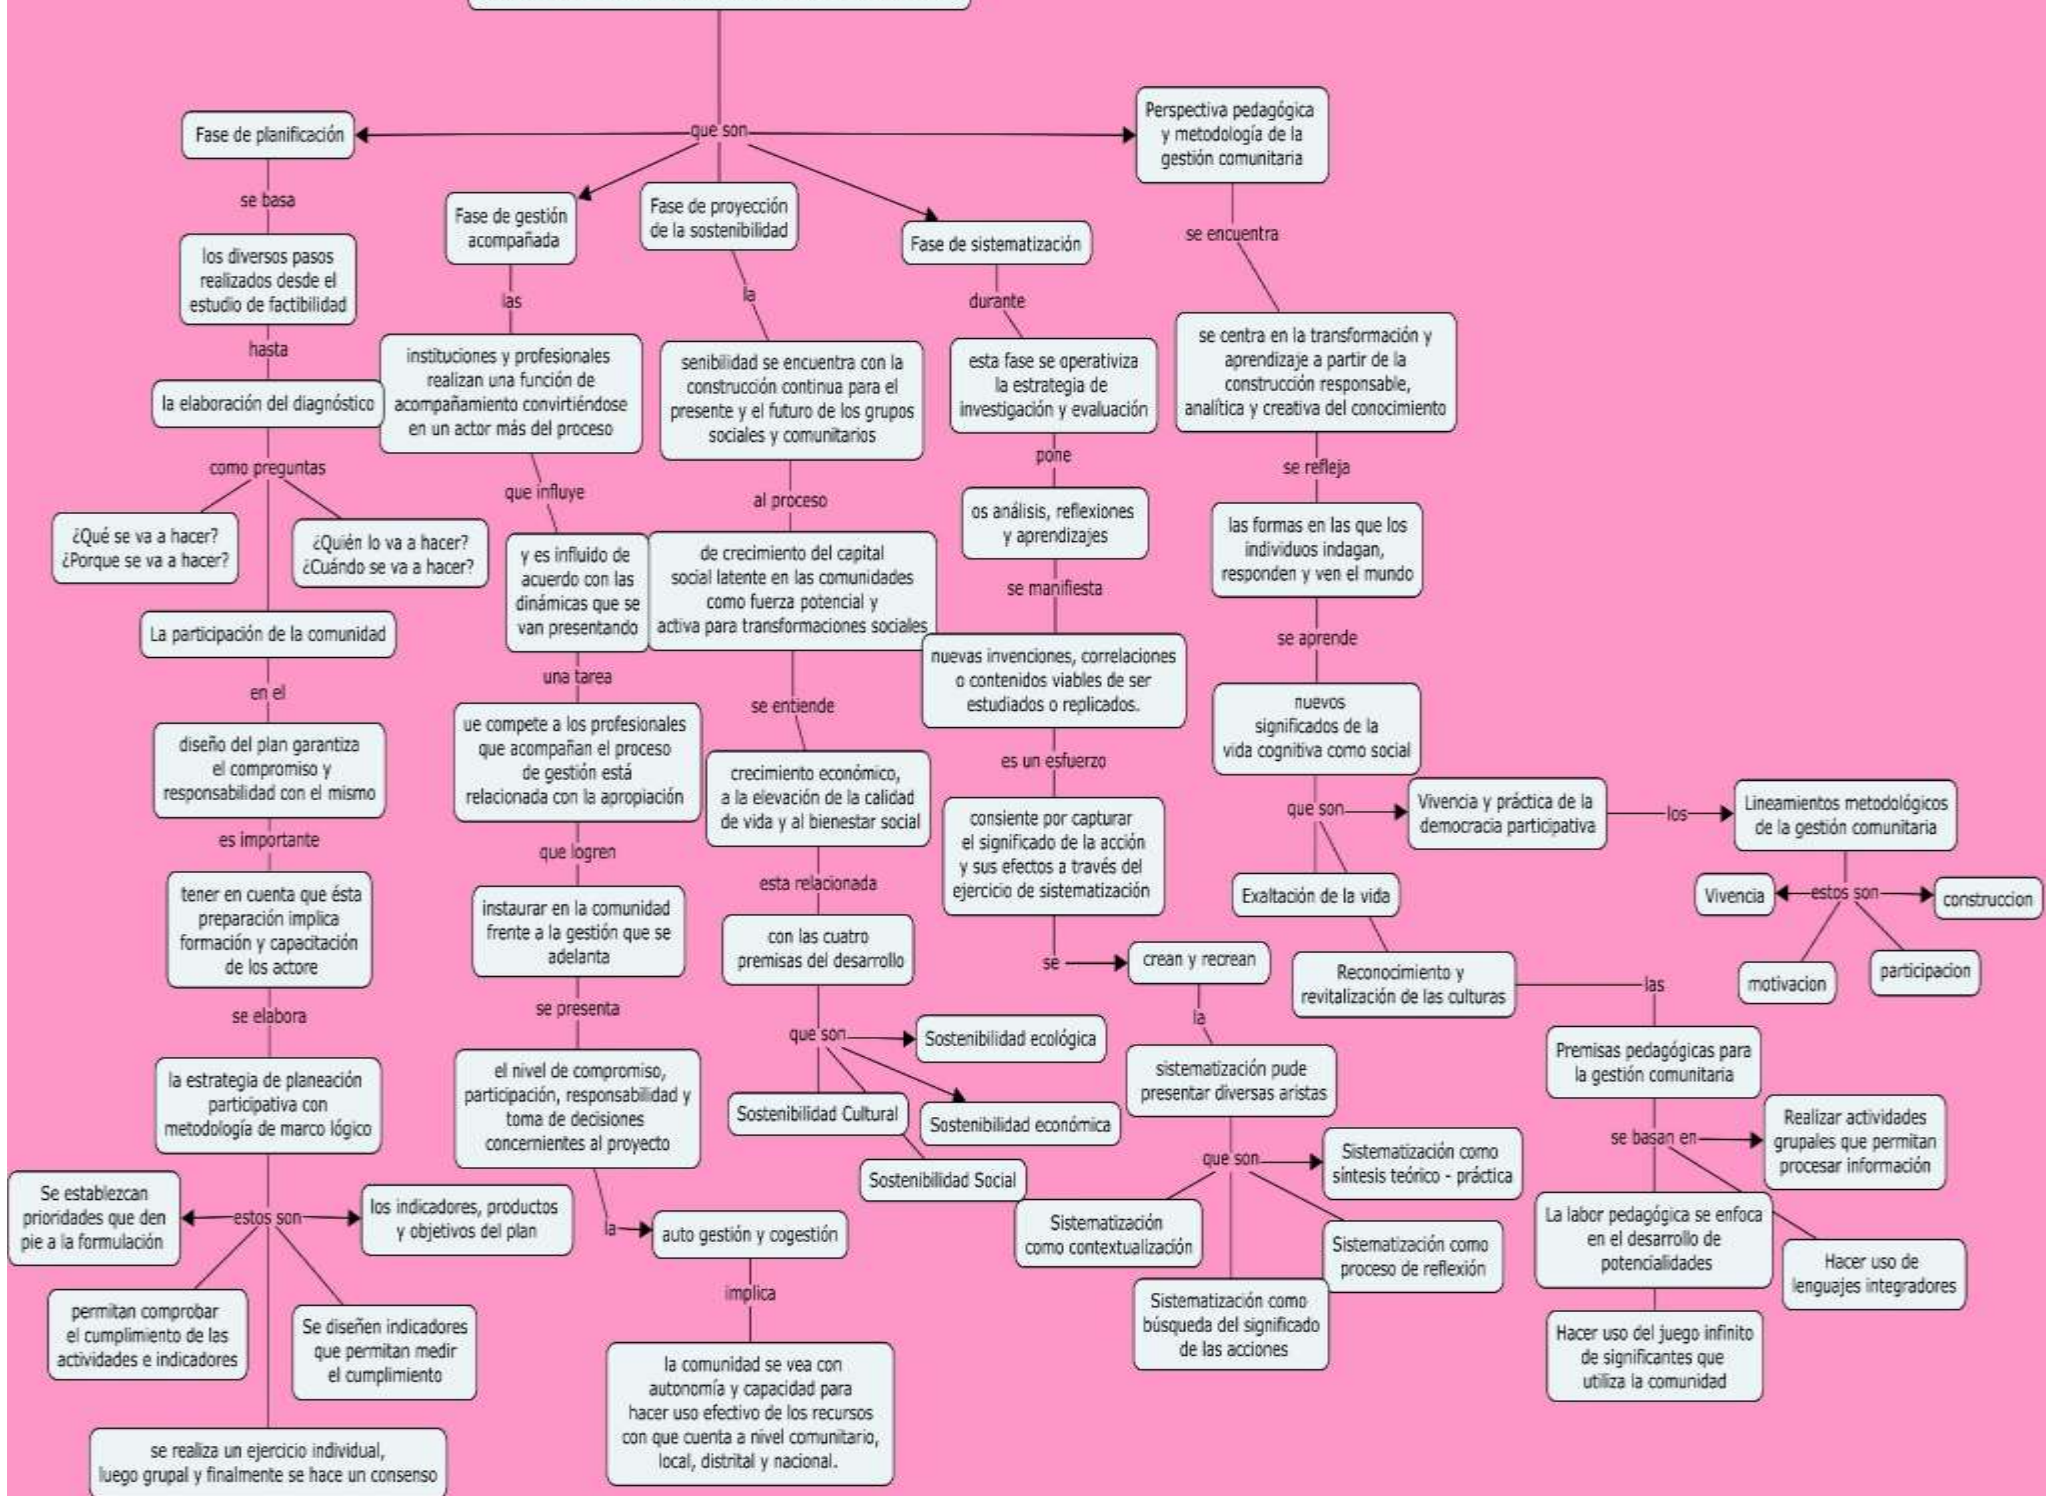 que son
Fase de planificación
se basa
los diversos pasos
realizados desde el
estudio de factibilidad
hasta
la elaboración del diagnóstico
como preguntas
¿Qué se va a hacer?
¿Porque se va a hacer?
¿Quién lo va a hacer?
¿Cuándo se va a hacer?
La participación de la comunidad
en el
diseño del plan garantiza
el compromiso y
responsabilidad con el mismo
es importante
tener en cuenta que ésta
preparación implica
formación y capacitación
de los actore
se elabora
la estrategia de planeación
participativa con
metodología de marco lógico
estos son
Se establezcan
prioridades que den
pie a la formulación
los indicadores, productos
y objetivos del plan
permitan comprobar
el cumplimiento de las
actividades e indicadores
Se diseñen indicadores
que permitan medir
el cumplimiento
se realiza un ejercicio individual,
luego grupal y finalmente se hace un consenso
Fase de gestión
acompañada
las
instituciones y profesionales
realizan una función de
acompañamiento convirtiéndose
en un actor más del proceso
que influye
y es influido de
acuerdo con las
dinámicas que se
van presentando
una tarea
ue compete a los profesionales
que acompañan el proceso
de gestión está
relacionada con la apropiación
que logren
instaurar en la comunidad
frente a la gestión que se
adelanta
se presenta
el nivel de compromiso,
participación, responsabilidad y
toma de decisiones
concernientes al proyecto
la
auto gestión y cogestión
implica
la comunidad se vea con
autonomía y capacidad para
hacer uso efectivo de los recursos
con que cuenta a nivel comunitario,
local, distrital y nacional.
Fase de proyección
de la sostenibilidad
la
senibilidad se encuentra con la
construcción continua para el
presente y el futuro de los grupos
sociales y comunitarios
al proceso
de crecimiento del capital
social latente en las comunidades
como fuerza potencial y
activa para transformaciones sociales
se entiende
crecimiento económico,
a la elevación de la calidad
de vida y al bienestar social
esta relacionada
con las cuatro
premisas del desarrollo
que son
Sostenibilidad ecológica
Sostenibilidad Cultural
Sostenibilidad económica
Sostenibilidad Social
Fase de sistematización
durante
esta fase se operativiza
la estrategia de
investigación y evaluación
pone
os análisis, reflexiones
y aprendizajes
se manifiesta
nuevas invenciones, correlaciones
o contenidos viables de ser
estudiados o replicados.
es un esfuerzo
consiente por capturar
el significado de la acción
y sus efectos a través del
ejercicio de sistematización
se
crean y recrean
la
sistematización pude
presentar diversas aristas
que son
Sistematización como
síntesis teórico - práctica
Sistematización
como contextualización
Sistematización como
proceso de reflexión
Sistematización como
búsqueda del significado
de las acciones
Perspectiva pedagógica
y metodología de la
gestión comunitaria
se encuentra
se centra en la transformación y
aprendizaje a partir de la
construcción responsable,
analítica y creativa del conocimiento
se refleja
las formas en las que los
individuos indagan,
responden y ven el mundo
se aprende
nuevos
significados de la
vida cognitiva como social
que son
Vivencia y práctica de la
democracia participativa
los
Lineamientos metodológicos
de la gestión comunitaria
estos son
Vivencia
construccion
motivacion
participacion
Exaltación de la vida
Reconocimiento y
revitalización de las culturas
las
Premisas pedagógicas para
la gestión comunitaria
se basan en
Realizar actividades
grupales que permitan
procesar información
La labor pedagógica se enfoca
en el desarrollo de
potencialidades
Hacer uso de
lenguajes integradores
Hacer uso del juego infinito
de significantes que
utiliza la comunidad